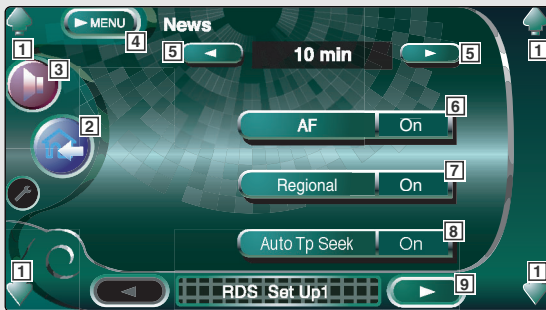 MENU
News
1
1
4
5
10 min
5
3
6
AF On
2
7
Regional On
8
Auto Tp Seek On
1
1
9
RDS Set Up1